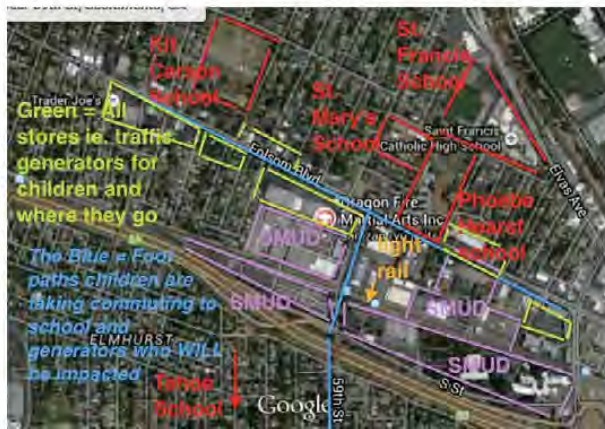 Kit
Carson
School
St.
Francis
School
Trader Joe's
Green = All
stores ie. traffic
generators for
children and
where they go
St.
Mary's
School
Saint Francis
Catholic High School
Folsom Blvd
Elvas Ave
Dragon Fire
Martial Arts Inc
Phoebe
Hearst
school
SMUD
light
rail
The Blue = Foot
paths children are
taking commuting to
school and
generators who WILL
be impacted
SMUD
SMUD
SMUD
ELMHURST
S St
Tahoe
School
Google
59th St